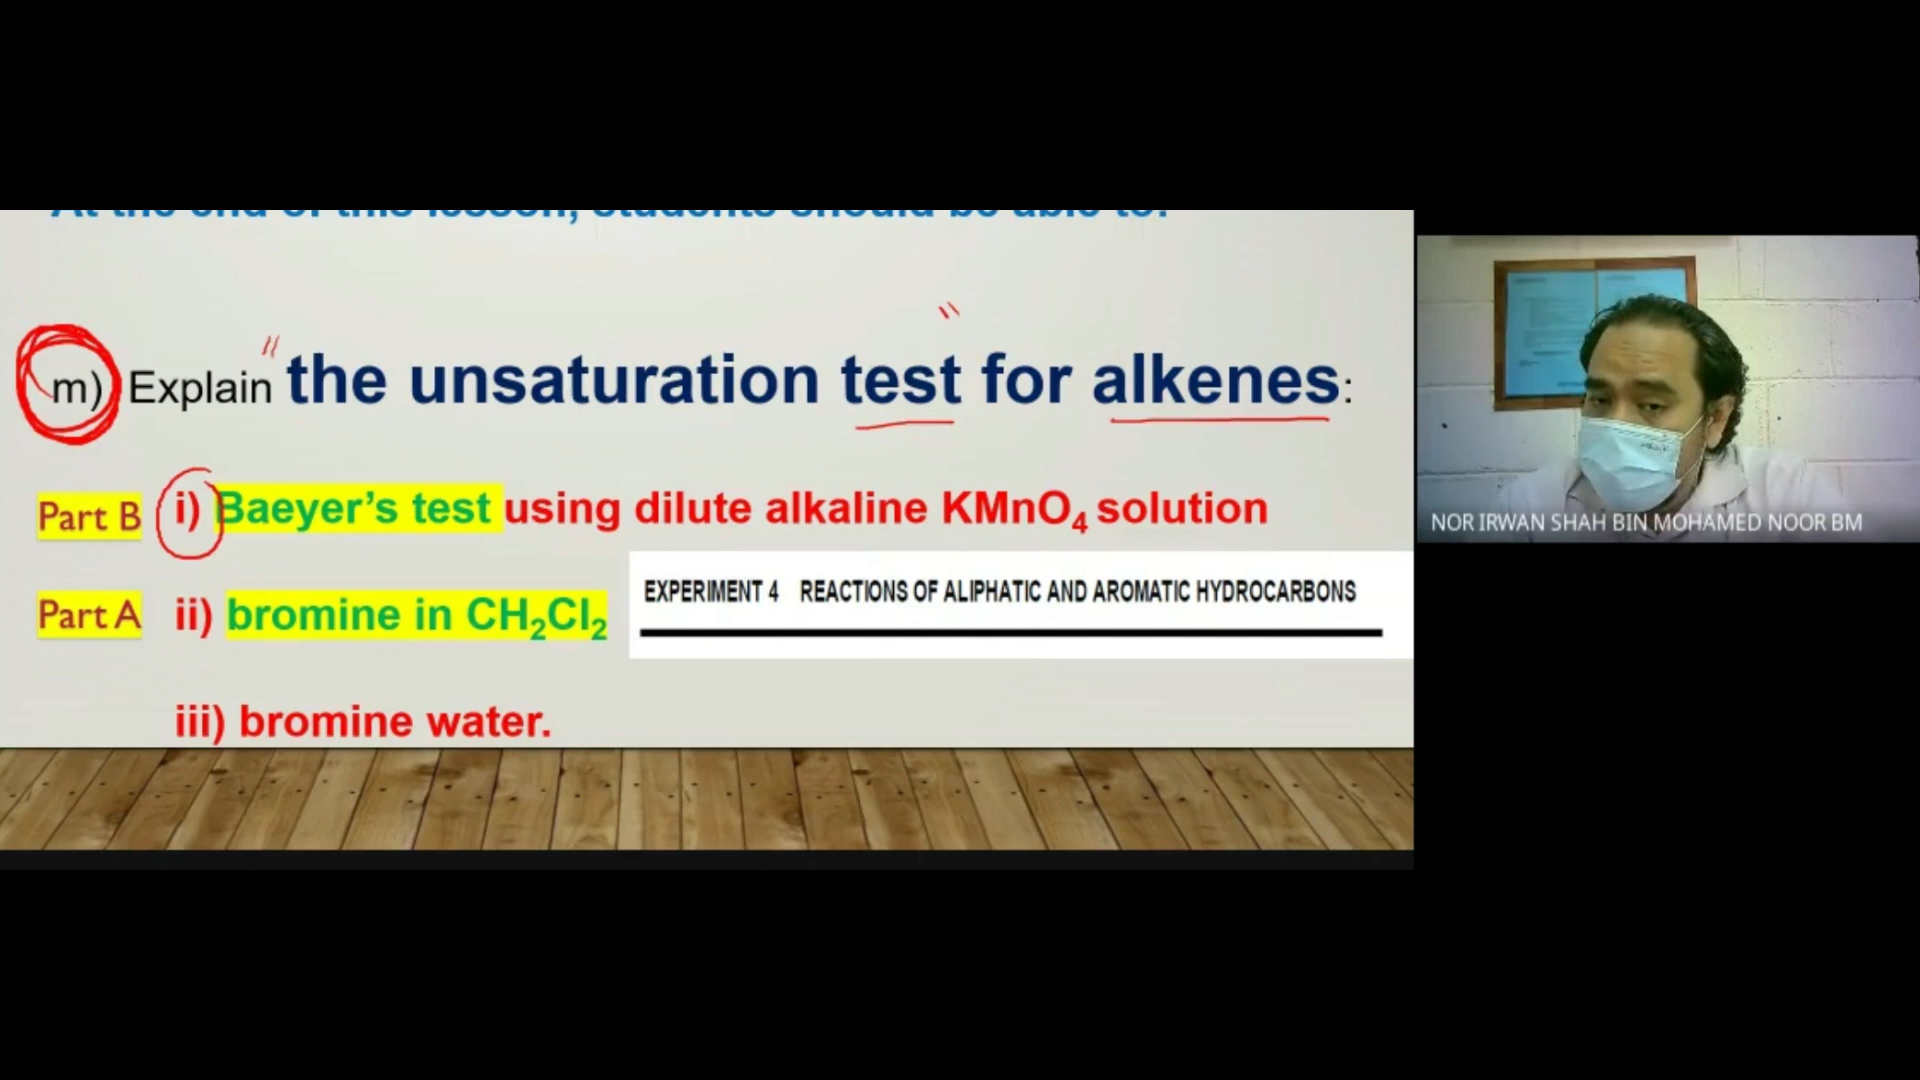 At the end of this lesson, students should be able to:
m) Explain "the unsaturation test" for alkenes:
Part B i) Baeyer's test using dilute alkaline KMnO₄ solution
EXPERIMENT 4 REACTIONS OF ALIPHATIC AND AROMATIC HYDROCARBONS
Part A ii) bromine in CH₂Cl₂
iii) bromine water.
NOR IRWAN SHAH BIN MOHAMED NOOR BM